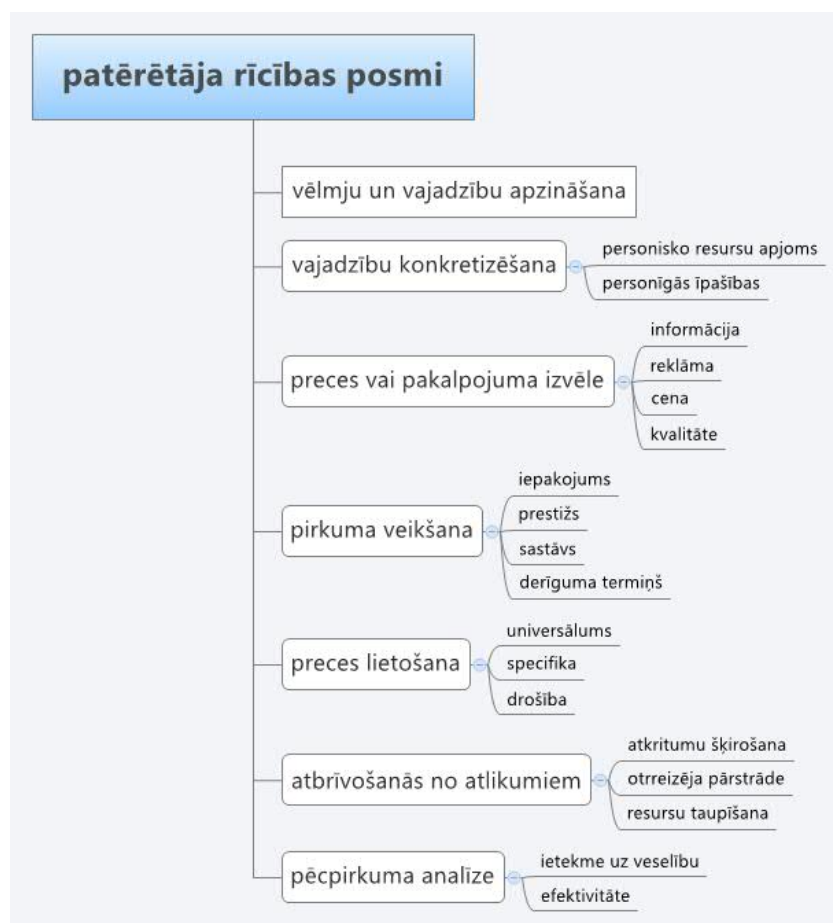 patērētāja rīcības posmi
vēlmju un vajadzību apzināšana
vajadzību konkretizēšana
personisko resursu apjoms
personīgās īpašības
preces vai pakalpojuma izvēle
informācija
reklāma
cena
kvalitāte
pirkuma veikšana
iepakojums
prestižs
sastāvs
derīguma termiņš
preces lietošana
universālums
specifika
drošība
atbrīvošanās no atlikumiem
atkritumu šķirošana
otrreizēja pārstrāde
resursu taupīšana
pēcpirkuma analīze
ietekme uz veselību
efektivitāte